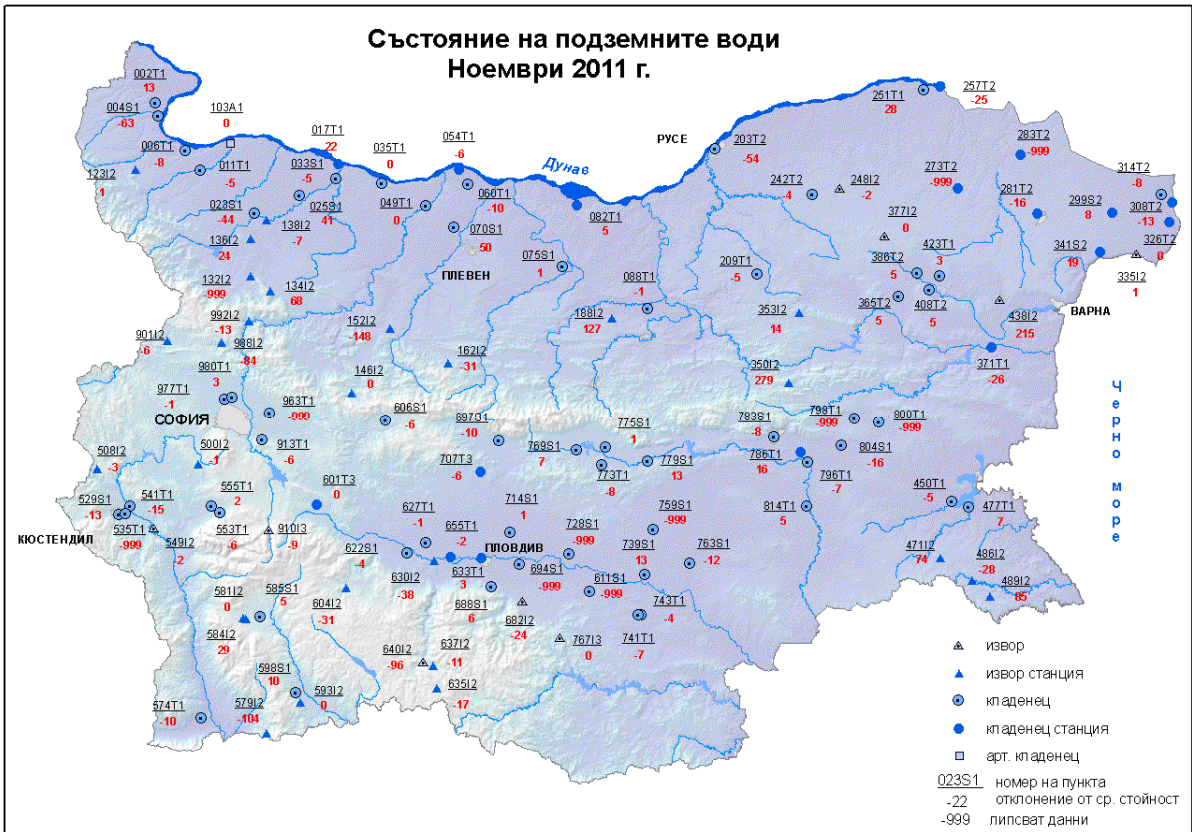 Състояние на подземните води
Ноември 2011 г.
002T1
13
004S1
-63
103A1
0
006T1
-8
011T1
-5
017T1
22
033S1
-5
035T1
0
054T1
-6
Дунав
РУСЕ
203T2
-54
251T1
28
257T2
-25
283T2
-999
273T2
-999
314T2
-8
123I2
1
023S1
-44
025S1
41
138I2
-7
136I2
24
049T1
0
060T1
-10
070S1
50
082T1
5
242T2
-4
248I2
-2
281T2
-16
299S2
8
308T2
-13
377I2
0
423T1
3
386T2
5
341S2
19
326T2
0
335I2
1
ПЛЕВЕН
075S1
1
088T1
-1
209T1
-5
132I2
-999
134I2
68
992I2
-13
988I2
-84
901I2
-6
152I2
-148
188I2
127
353I2
14
365T2
5
408T2
5
438I2
215
ВАРНА
162I2
-31
146I2
0
350I2
279
371T1
-26
980T1
3
977T1
-1
СОФИЯ
963T1
-999
606S1
-6
697S1
-10
775S1
1
783S1
-8
798T1
-999
800T1
-999
Черно море
508I2
-3
500I2
-1
913T1
-6
707T3
-6
769S1
7
773T1
-8
779S1
13
786T1
16
804S1
-16
796T1
-7
601T3
0
529S1
-13
541T1
-15
555T1
2
553T1
-6
535T1
-999
КЮСТЕНДИЛ
549I2
2
910I3
-9
627T1
-1
655T1
-2
714S1
1
728S1
-999
759S1
-999
814T1
5
450T1
-5
477T1
7
ПЛОВДИВ
622S1
-4
630I2
-38
633T1
3
694S1
-999
739S1
13
763S1
-12
471I2
74
486I2
-28
489I2
85
581I2
0
585S1
5
604I2
-31
688S1
6
682I2
-24
611S1
-999
743T1
-4
741T1
-7
584I2
29
640I2
-96
637I2
-11
635I2
-17
767I3
0
598S1
10
593I2
0
574T1
-10
579I2
-104
извор
извор станция
кладенец
кладенец станция
арт. кладенец
023S1 номер на пункта
-22 отклонение от ср. стойност
-999 липсват данни